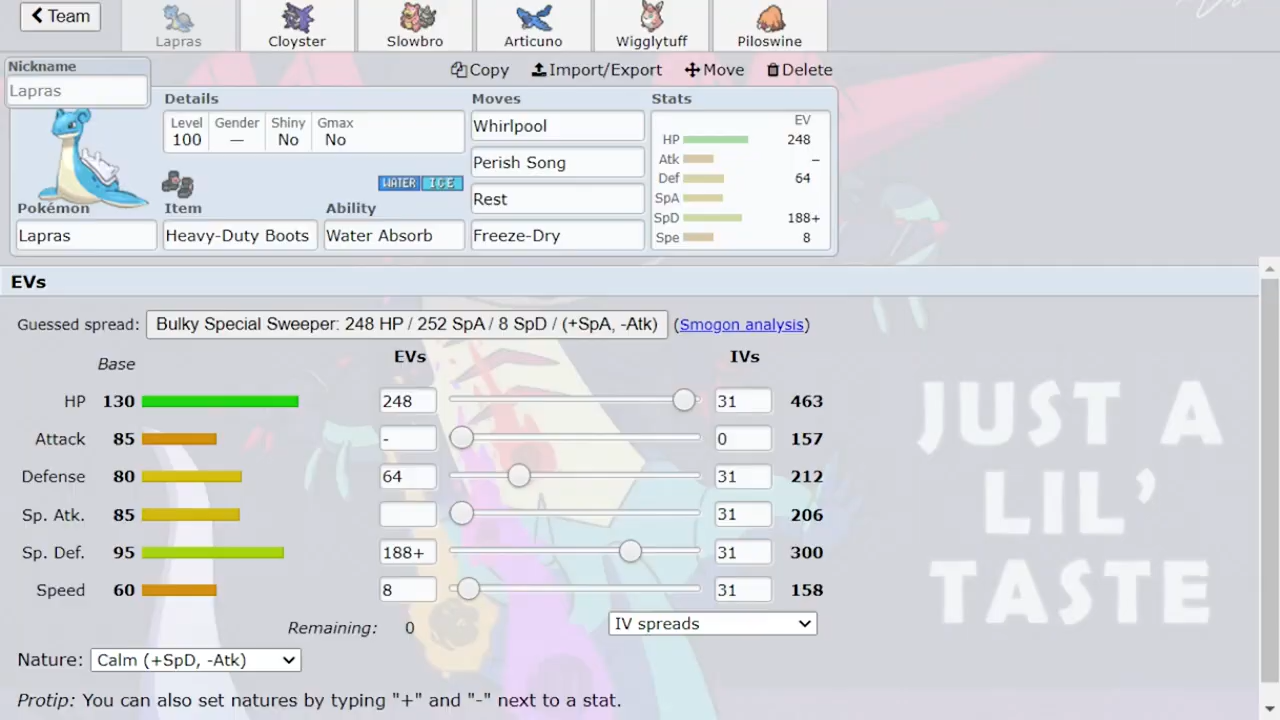 Team
Lapras Cloyster Slowbro Articuno Wigglytuff Piloswine
Nickname
Lapras
Copy Import/Export Move Delete
Details
Level Gender Shiny Gmax
100 — No No
WATER ICE
Pokémon Item Ability
Lapras Heavy-Duty Boots Water Absorb
Moves
Whirlpool
Perish Song
Rest
Freeze-Dry
Stats
EV
HP 248
Atk –
Def 64
SpA
SpD 188+
Spe 8
EVs
Guessed spread: Bulky Special Sweeper: 248 HP / 252 SpA / 8 SpD / (+SpA, -Atk) (Smogon analysis)
Base EVs IVs
HP 130 248 31 463
Attack 85 - 0 157
Defense 80 64 31 212
Sp. Atk. 85 31 206
Sp. Def. 95 188+ 31 300
Speed 60 8 31 158
Remaining: 0 IV spreads
Nature: Calm (+SpD, -Atk)
Protip: You can also set natures by typing "+" and "-" next to a stat.
JUST A
LIL'
TASTE